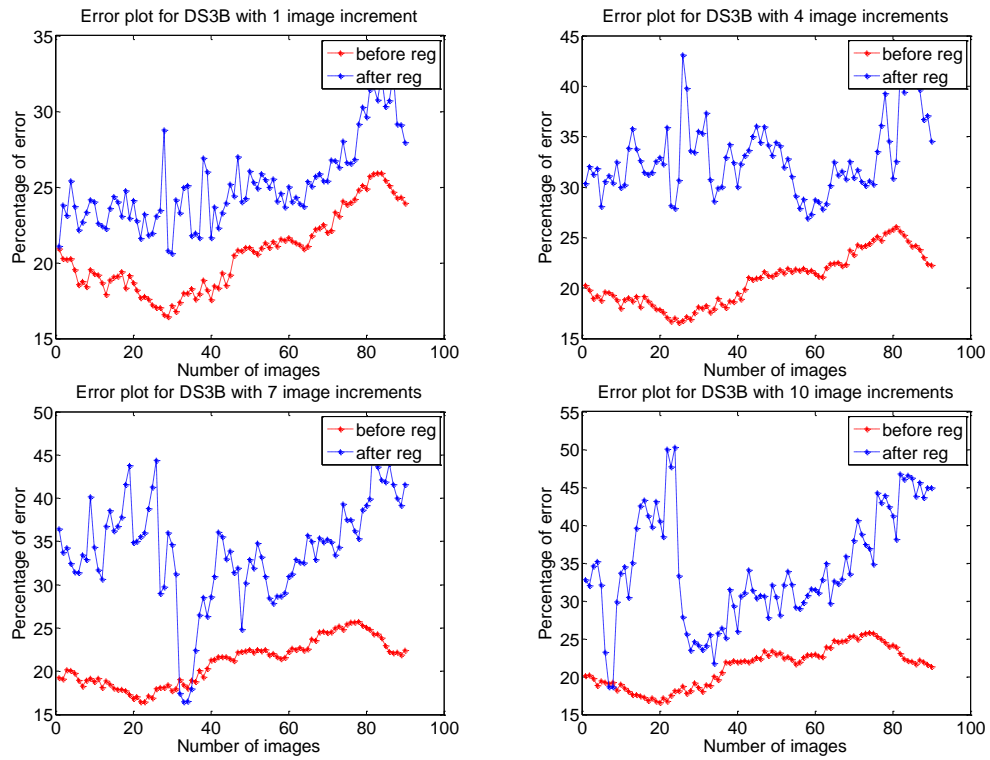 Error plot for DS3B with 1 image increment
35
30
25
20
15
Percentage of error
before reg
after reg
0 20 40 60 80 100
Number of images
Error plot for DS3B with 4 image increments
45
40
35
30
25
20
15
Percentage of error
before reg
after reg
0 20 40 60 80 100
Number of images
Error plot for DS3B with 7 image increments
50
45
40
35
30
25
20
15
Percentage of error
before reg
after reg
0 20 40 60 80 100
Number of images
Error plot for DS3B with 10 image increments
55
50
45
40
35
30
25
20
15
Percentage of error
before reg
after reg
0 20 40 60 80 100
Number of images